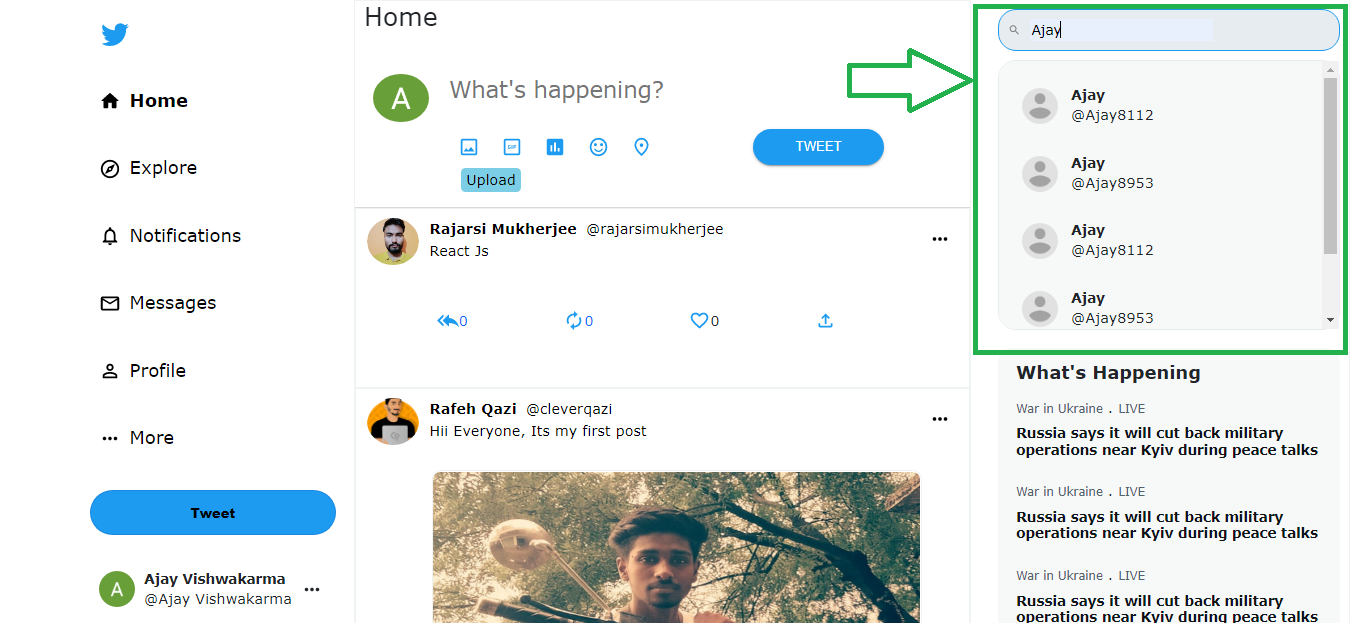 Home
Explore
Notifications
Messages
Profile
More
Tweet
A
Ajay Vishwakarma
@Ajay Vishwakarma
Home
A
What's happening?
GIF
TWEET
Upload
Rajarsi Mukherjee @rajarsimukherjee
React Js
0 0 0
Rafeh Qazi @cleverqazi
Hii Everyone, Its my first post
Ajay
Ajay
@Ajay8112
Ajay
@Ajay8953
Ajay
@Ajay8112
Ajay
@Ajay8953
What's Happening
War in Ukraine . LIVE
Russia says it will cut back military
operations near Kyiv during peace talks
War in Ukraine . LIVE
Russia says it will cut back military
operations near Kyiv during peace talks
War in Ukraine . LIVE
Russia says it will cut back military
operations near Kyiv during peace talks